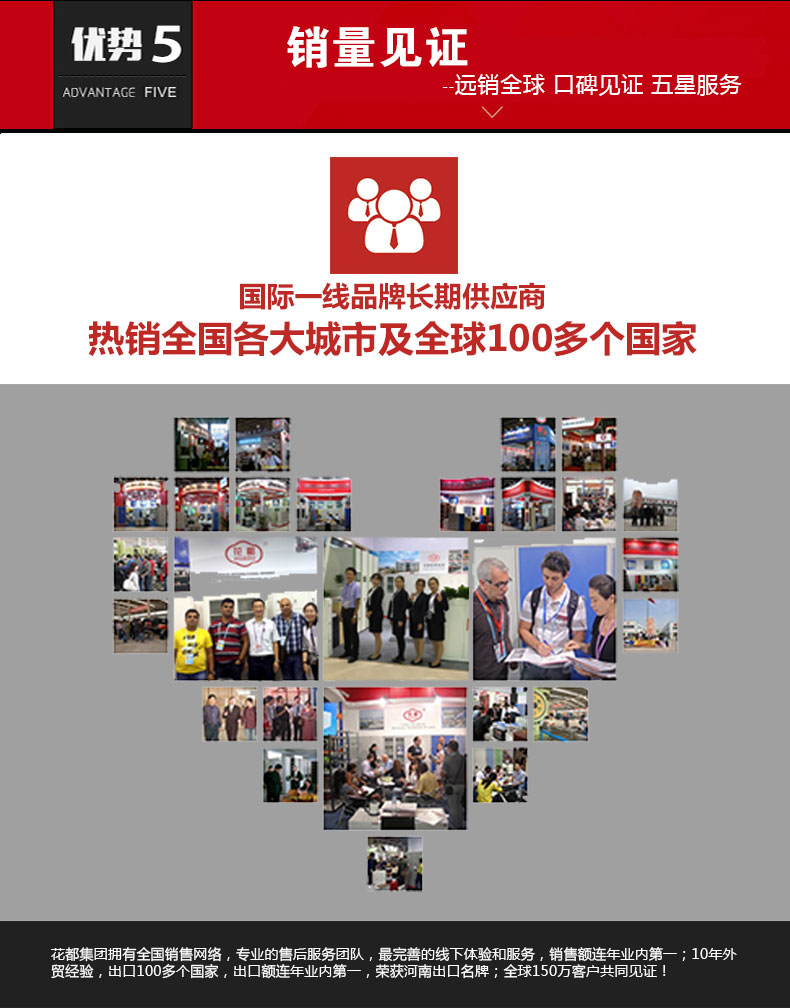 优势 5
ADVANTAGE FIVE
销量见证
--远销全球 口碑见证 五星服务
国际一线品牌长期供应商
热销全国各大城市及全球100多个国家
花都
花都
花都集团拥有全国销售网络，专业的售后服务团队，最完善的线下体验和服务，销售额连年业内第一；10年外
贸经验，出口100多个国家，出口额连年业内第一，荣获河南出口名牌；全球150万客户共同见证！